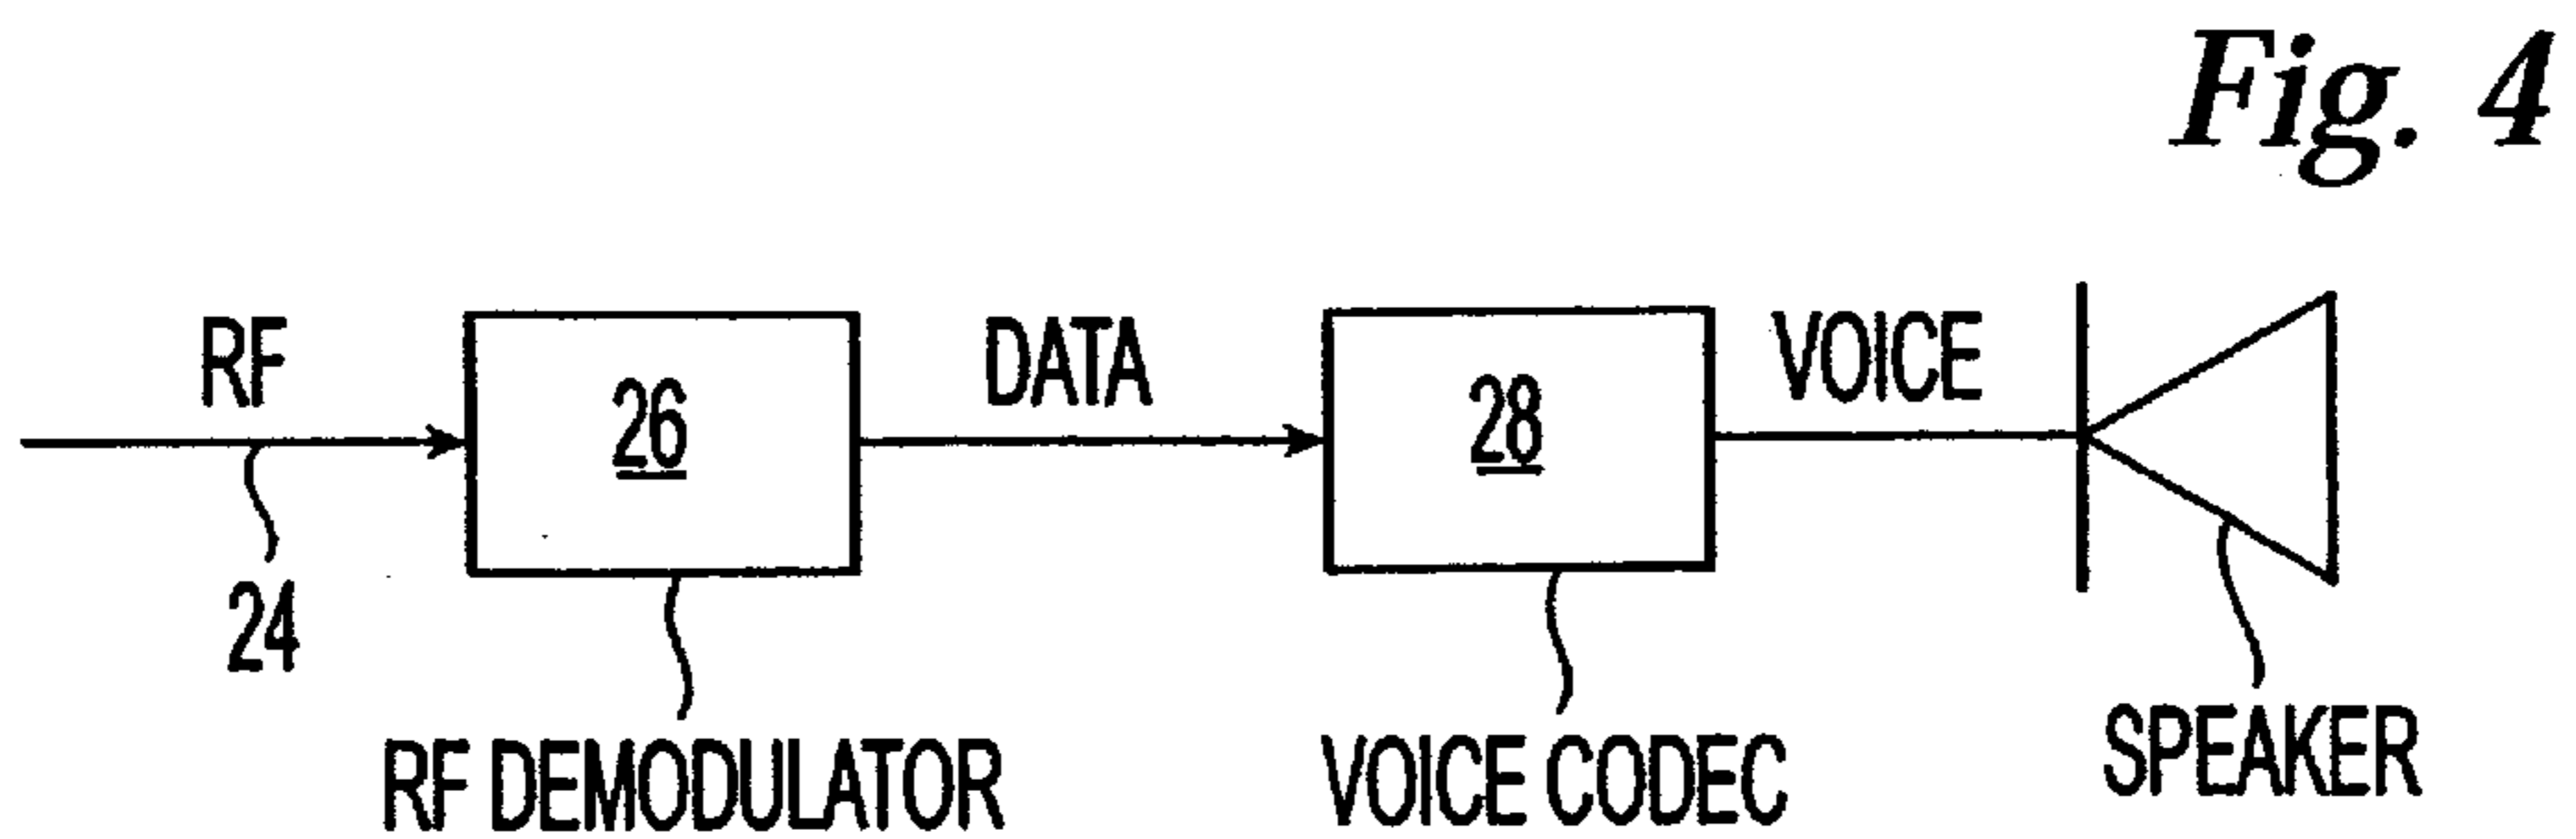 Fig. 4
RF
DATA
VOICE
26
28
24
RF DEMODULATOR
VOICE CODEC
SPEAKER